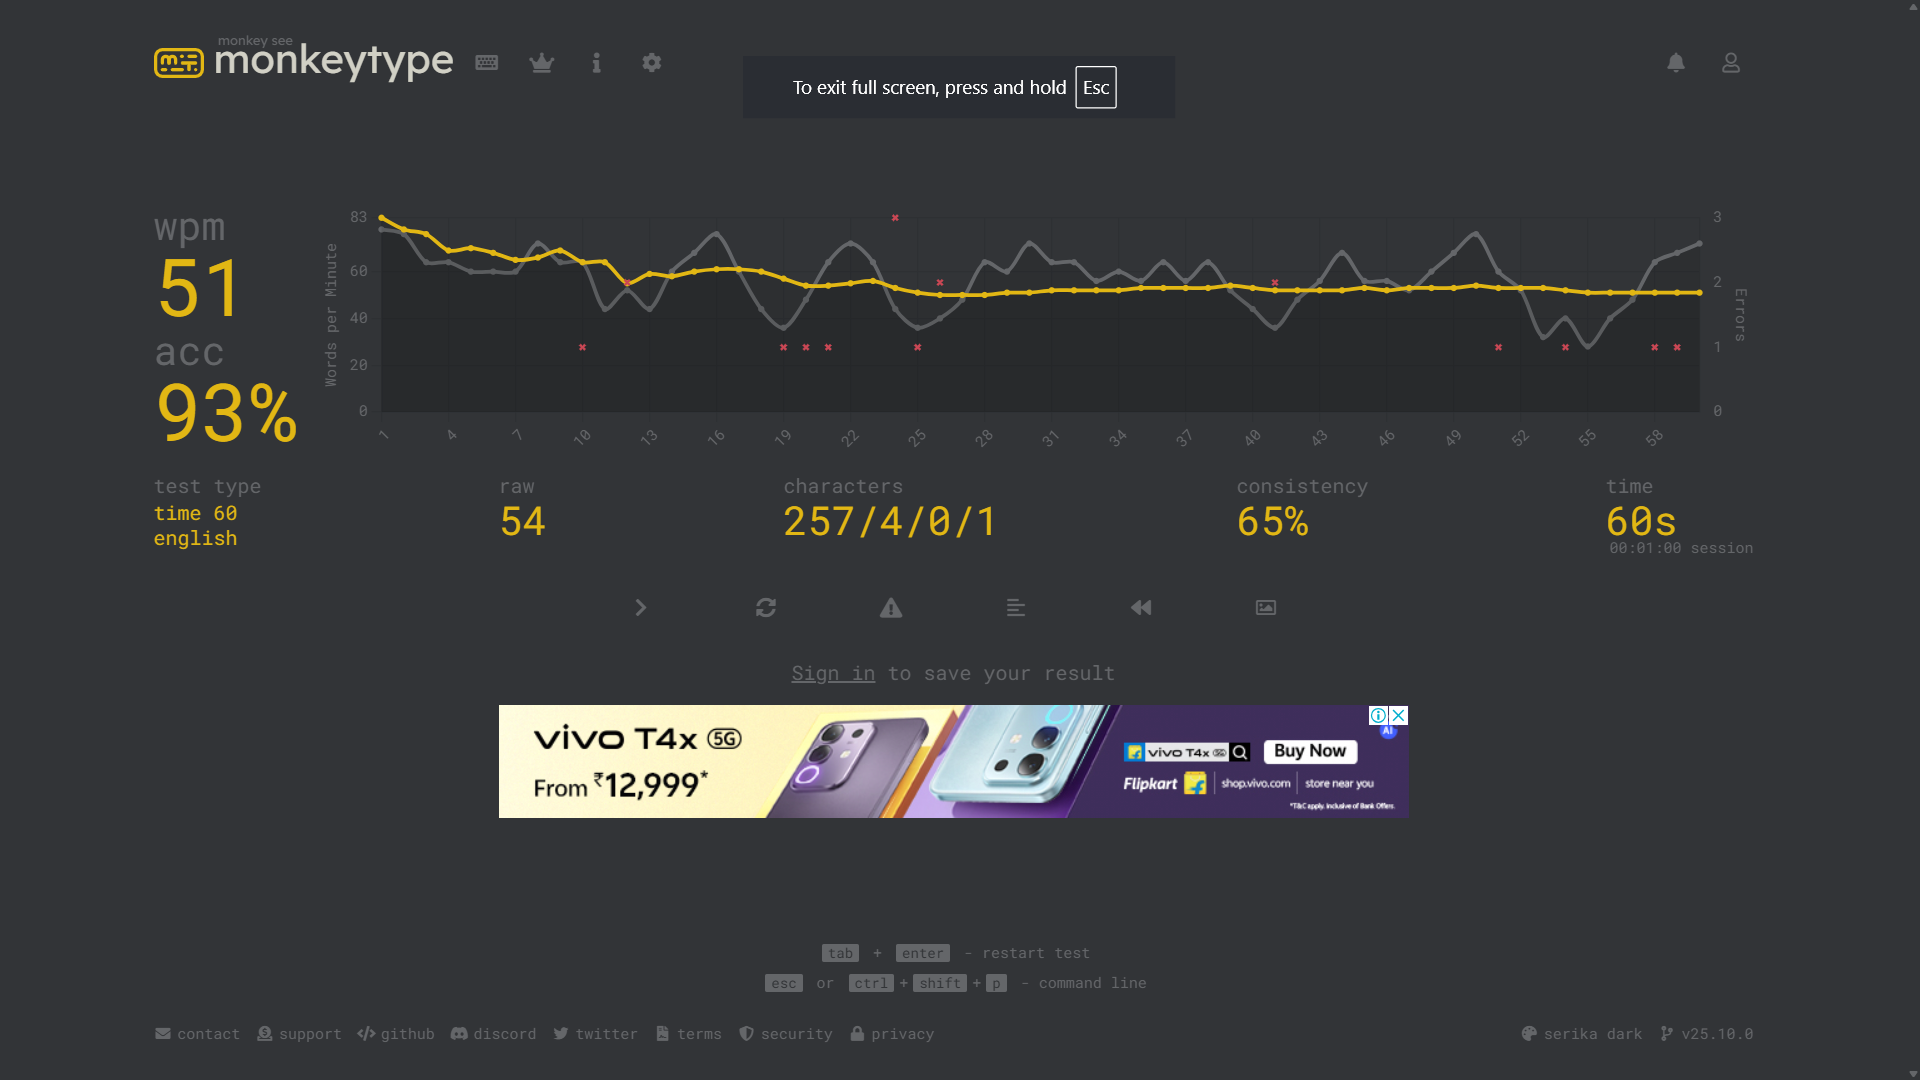 monkey see
monkeytype
To exit full screen, press and hold Esc
wpm
51
acc
93%
Words per Minute
83
60
40
20
0
Errors
3
2
1
0
1 4 7 10 13 16 19 22 25 28 31 34 37 40 43 46 49 52 55 58
test type
time 60
english
raw
54
characters
257/4/0/1
consistency
65%
time
60s
00:01:00 session
Sign in to save your result
vivo T4x 5G
From ₹12,999*
AI
vivo T4x 5G
Buy Now
Flipkart
shop.vivo.com
store near you
*T&C apply. Inclusive of Bank Offers.
tab + enter - restart test
esc or ctrl + shift + p - command line
contact support github discord twitter terms security privacy
serika dark v25.10.0